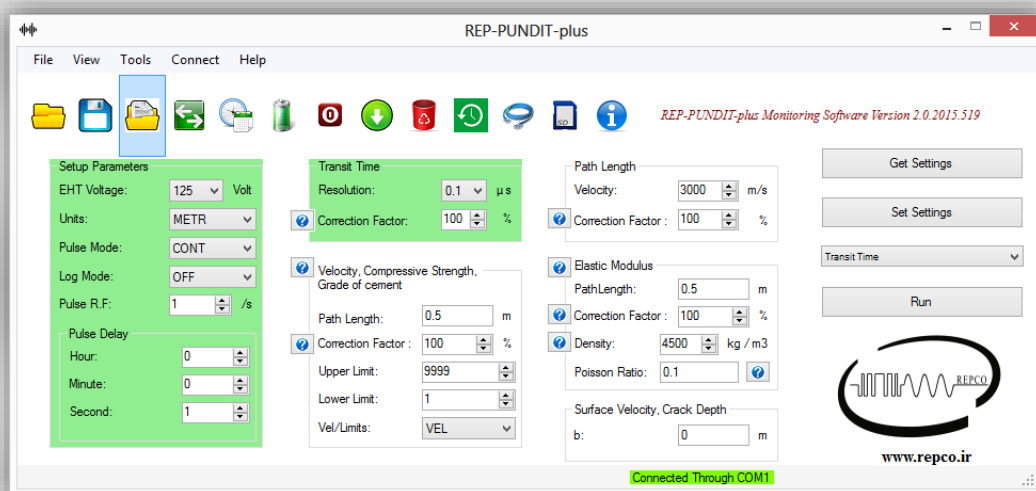 REP-PUNDIT-plus
File View Tools Connect Help
0
SD
REP-PUNDIT-plus Monitoring Software Version 2.0.2015.519
Setup Parameters
EHT Voltage: 125 Volt
Units: METR
Pulse Mode: CONT
Log Mode: OFF
Pulse R.F: 1 /s
Pulse Delay
Hour: 0
Minute: 0
Second: 1
Transit Time
Resolution: 0.1 µ s
? Correction Factor: 100 %
? Velocity, Compressive Strength,
Grade of cement
Path Length: 0.5 m
? Correction Factor : 100 %
Upper Limit: 9999
Lower Limit: 1
Vel/Limits: VEL
Path Length
Velocity: 3000 m/s
? Correction Factor : 100 %
? Elastic Modulus
PathLength: 0.5 m
? Correction Factor : 100 %
? Density: 4500 kg / m3
Poisson Ratio: 0.1 ?
Surface Velocity, Crack Depth
b: 0 m
Get Settings
Set Settings
Transit Time
Run
REPCO
www.repco.ir
Connected Through COM1